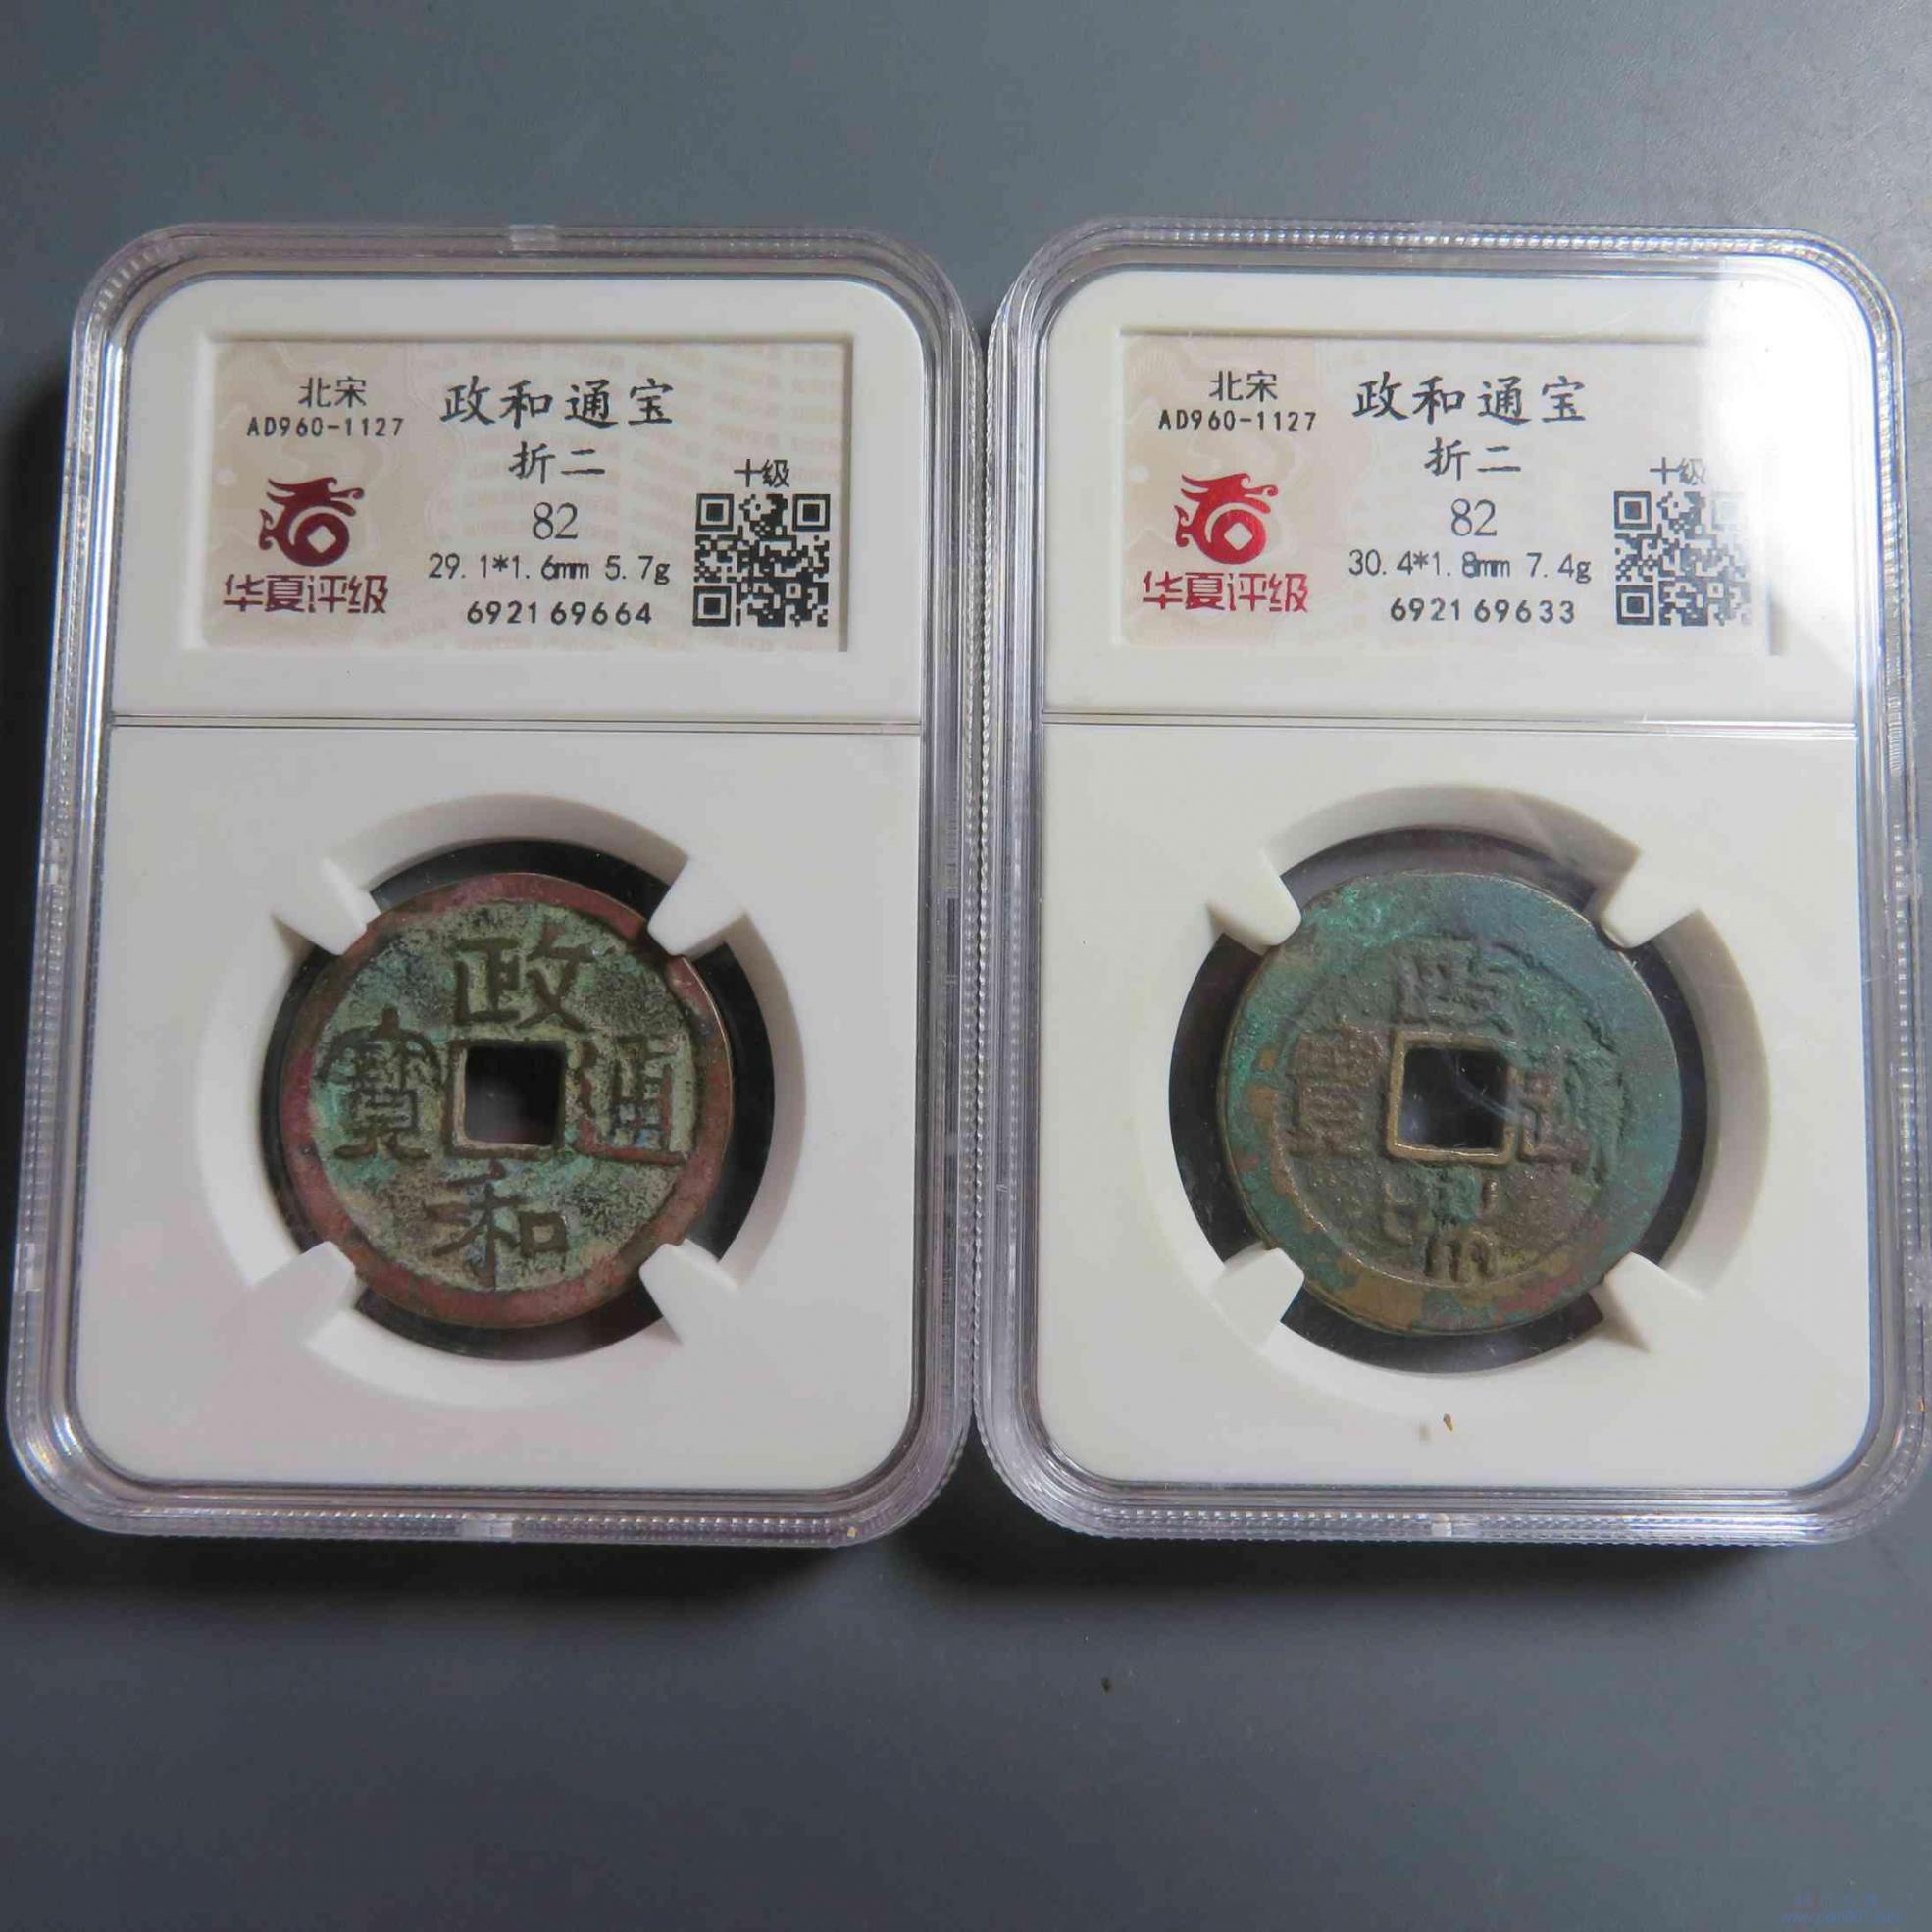 北宋
AD960-1127
政和通宝
折二
82
29.1*1.6mm 5.7g
692169664
十级
华夏评级
政
通
和
寶
北宋
AD960-1127
政和通宝
折二
82
30.4*1.8mm 7.4g
692169633
十级
华夏评级